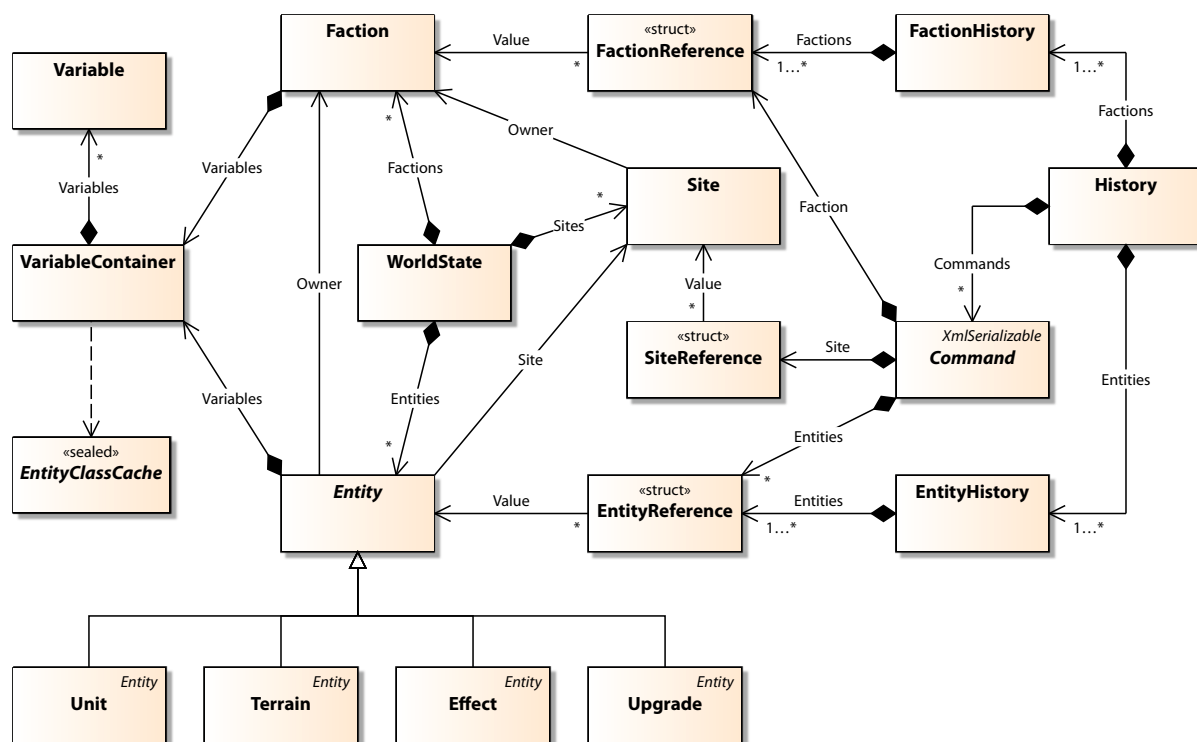 Faction
Value
*
«struct»
FactionReference
Factions
1…*
FactionHistory
1…*
Variable
*
Variables
Variables
*
Factions
Owner
Factions
Site
*
Sites
Faction
History
VariableContainer
Owner
WorldState
Value
*
Commands
*
«struct»
SiteReference
Site
XmlSerializable
Command
Site
Variables
Entities
*
Entities
*
Entities
«sealed»
EntityClassCache
Entity
Value
*
«struct»
EntityReference
Entities
1…*
EntityHistory
1…*
Entity
Unit
Entity
Terrain
Entity
Effect
Entity
Upgrade